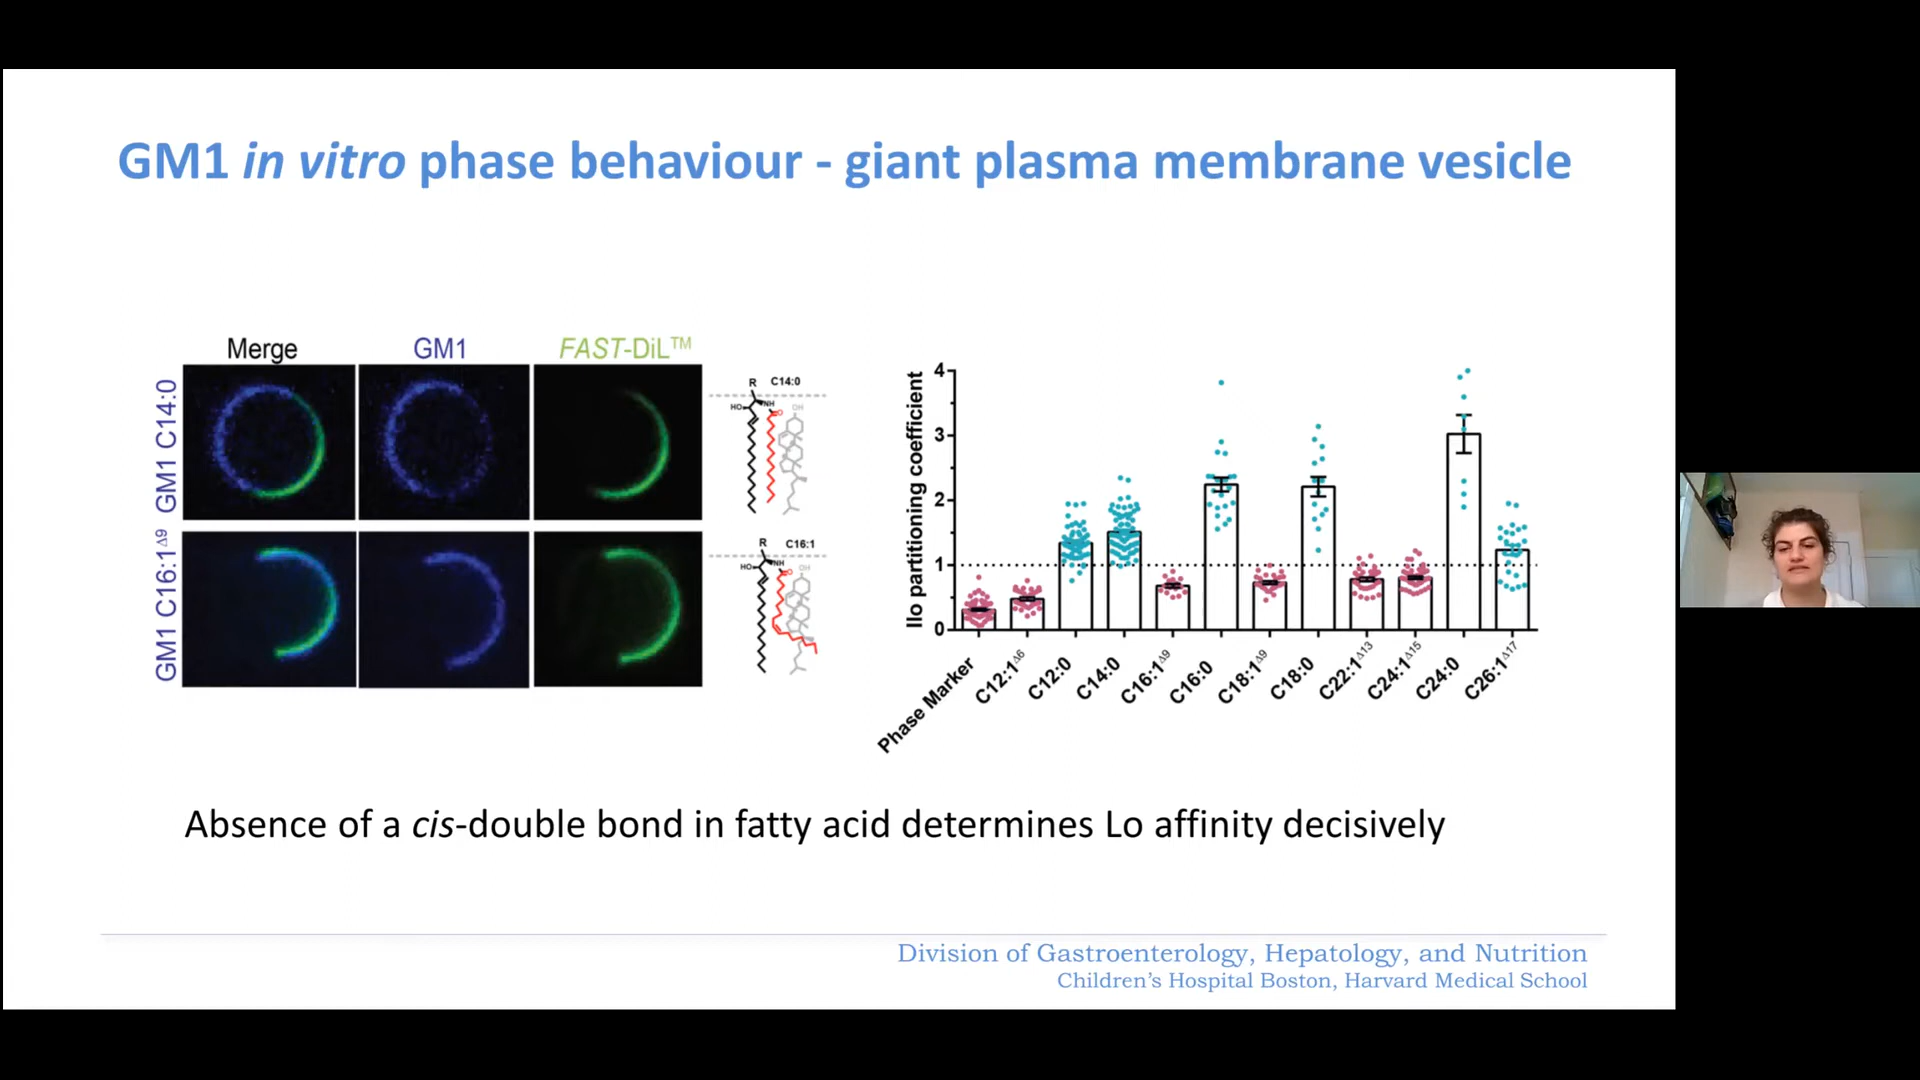 GM1 in vitro phase behaviour - giant plasma membrane vesicle
Merge
GM1
FAST-DiL™
GM1 C14:0
GM1 C16:1Δ9
R
C14:0
HO
NH
O
OH
R
C16:1
HO
NH
O
OH
llo partitioning coefficient
4
3
2
1
0
Phase Marker
C12:1Δ6
C12:0
C14:0
C16:1Δ9
C16:0
C18:1Δ9
C18:0
C22:1Δ13
C24:1Δ15
C24:0
C26:1Δ17
Absence of a cis-double bond in fatty acid determines Lo affinity decisively
Division of Gastroenterology, Hepatology, and Nutrition
Children's Hospital Boston, Harvard Medical School